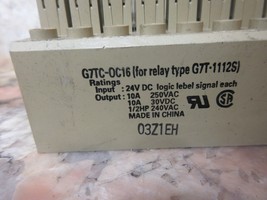 G7TC-OC16 (for relay type G7T-1112S)
Ratings
Input : 24V DC logic lebel signal each
Output : 10A 250VAC
10A 30VDC
1/2HP 240VAC
MADE IN CHINA
03Z1EH